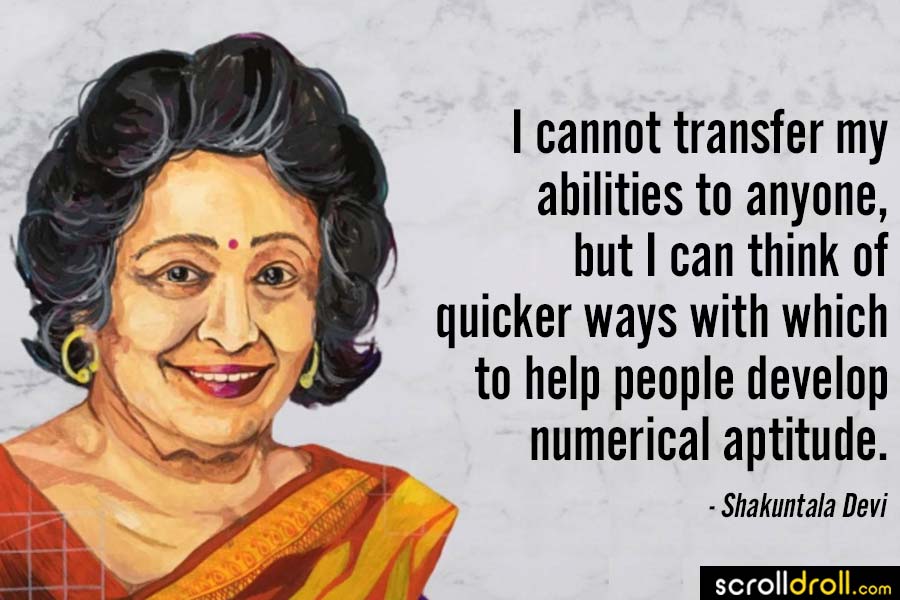 I cannot transfer my
abilities to anyone,
but I can think of
quicker ways with which
to help people develop
numerical aptitude.
- Shakuntala Devi
scrolldroll.com